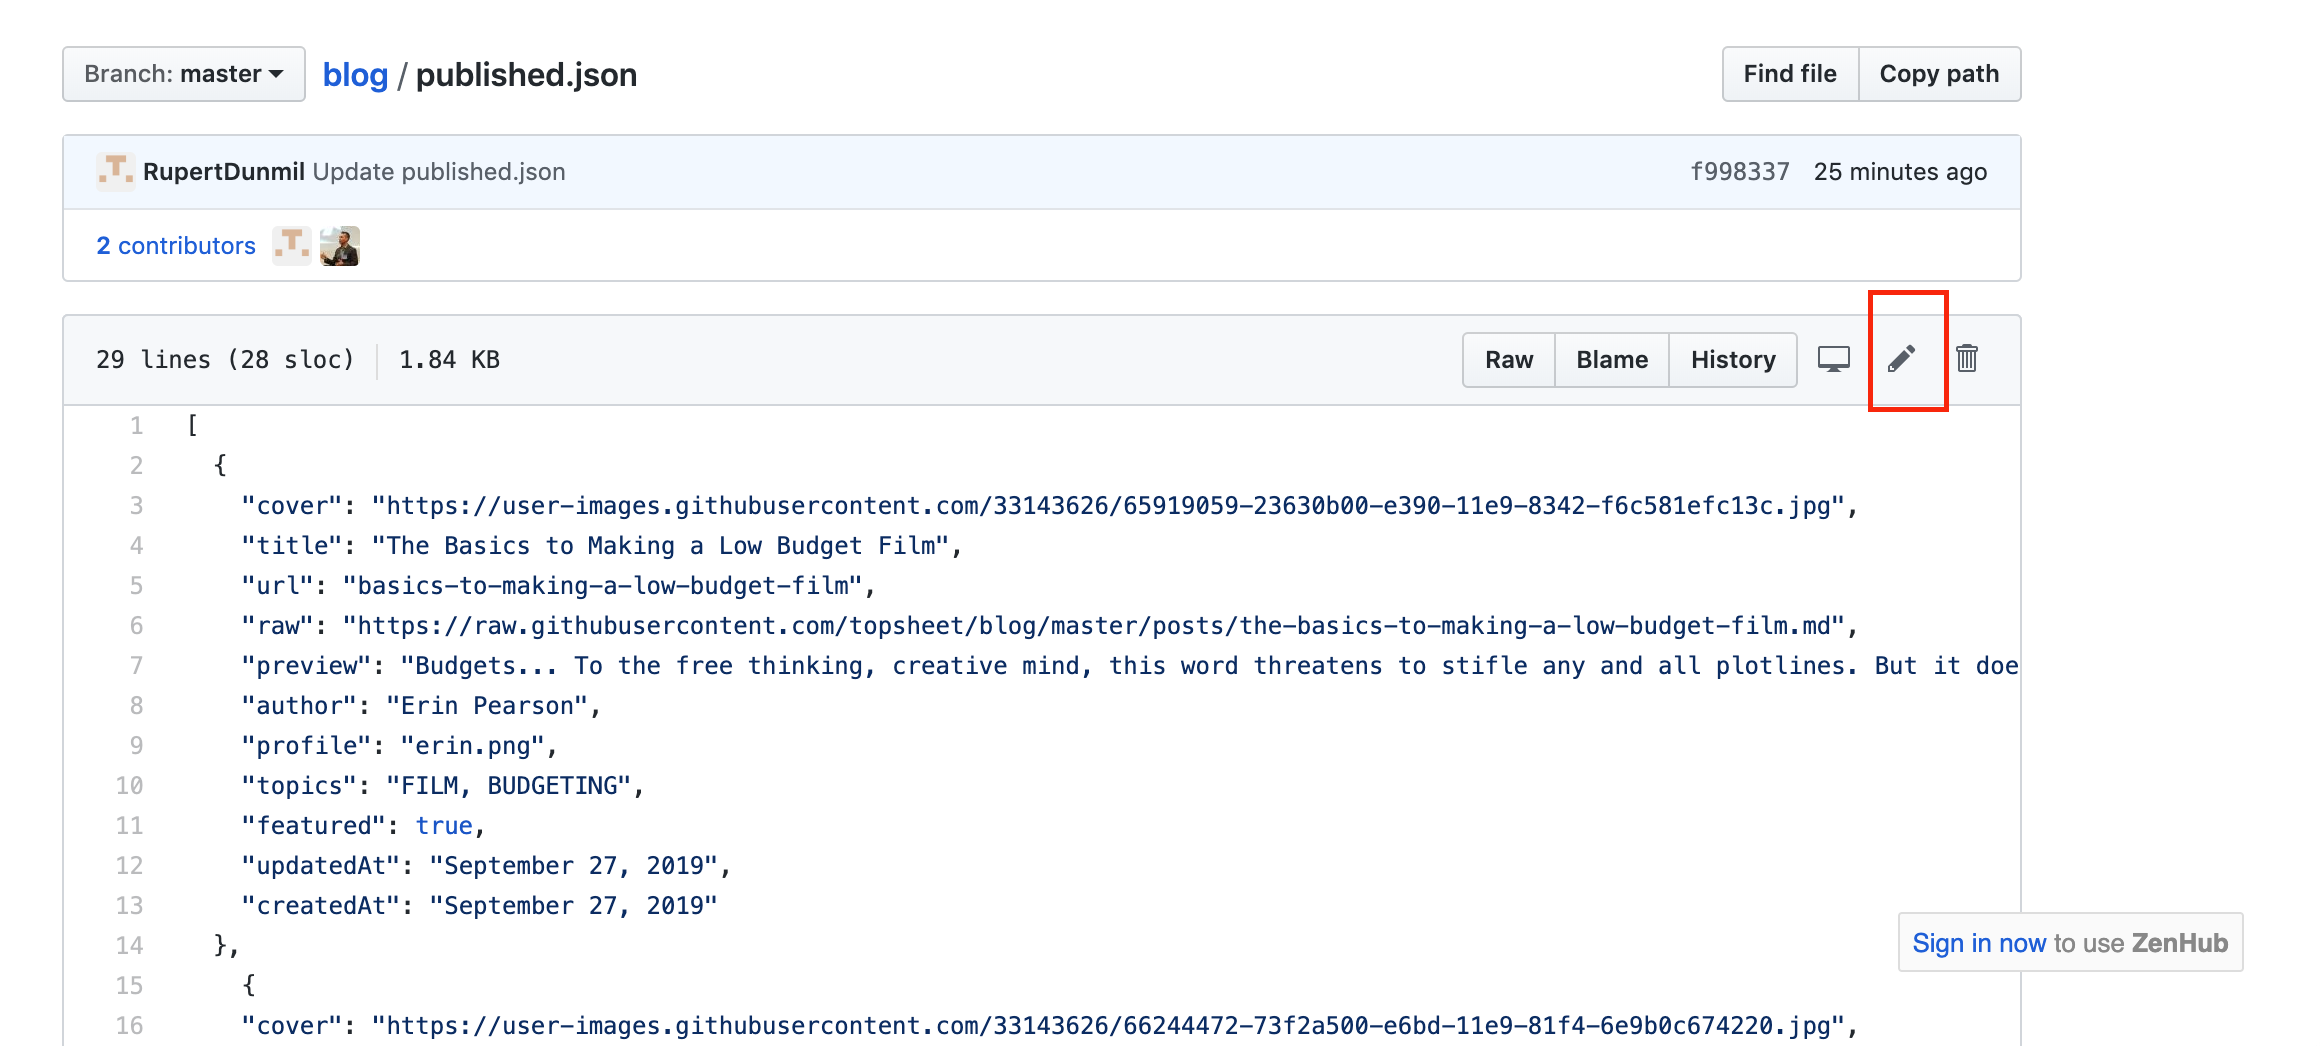 Branch: master
blog / published.json
Find file
Copy path
RupertDunmil Update published.json
f998337 25 minutes ago
2 contributors
29 lines (28 sloc)
1.84 KB
Raw
Blame
History
1 [
2 {
3 "cover": "https://user-images.githubusercontent.com/33143626/65919059-23630b00-e390-11e9-8342-f6c581efc13c.jpg",
4 "title": "The Basics to Making a Low Budget Film",
5 "url": "basics-to-making-a-low-budget-film",
6 "raw": "https://raw.githubusercontent.com/topsheet/blog/master/posts/the-basics-to-making-a-low-budget-film.md",
7 "preview": "Budgets... To the free thinking, creative mind, this word threatens to stifle any and all plotlines. But it doe
8 "author": "Erin Pearson",
9 "profile": "erin.png",
10 "topics": "FILM, BUDGETING",
11 "featured": true,
12 "updatedAt": "September 27, 2019",
13 "createdAt": "September 27, 2019"
14 },
15 {
16 "cover": "https://user-images.githubusercontent.com/33143626/66244472-73f2a500-e6bd-11e9-81f4-6e9b0c674220.jpg",
Sign in now to use ZenHub